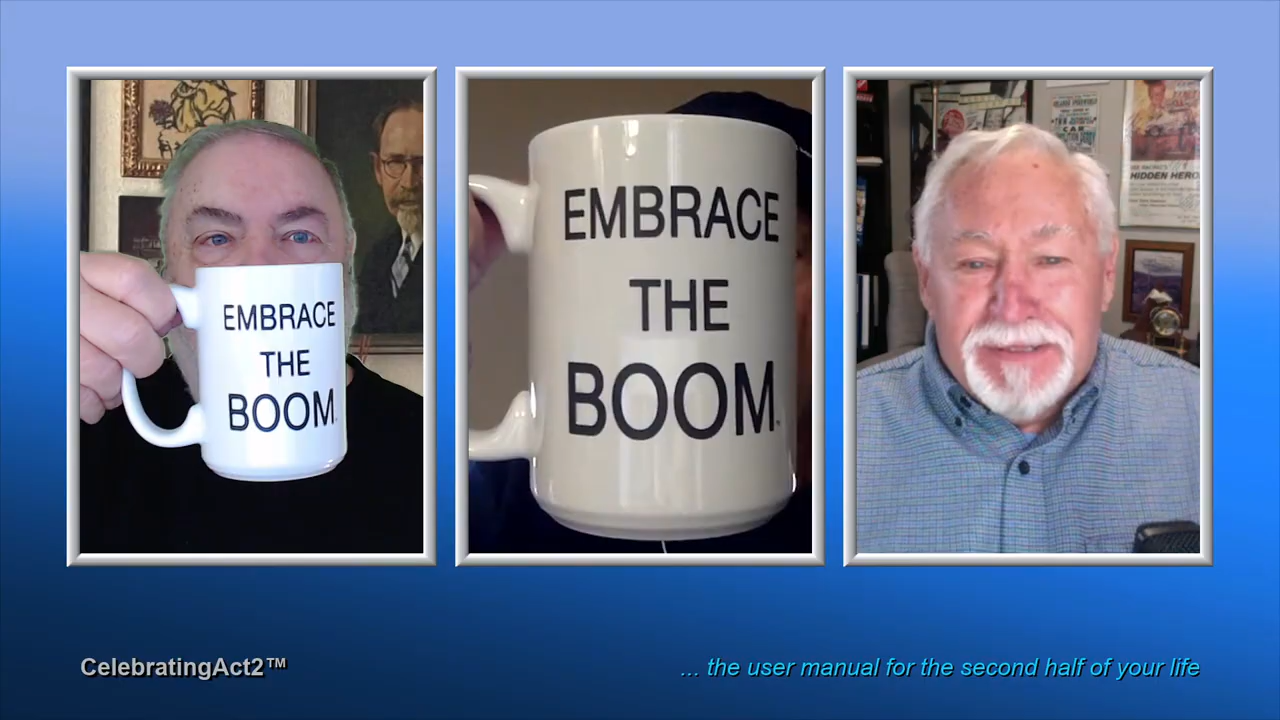 EMBRACE
THE
BOOM.
EMBRACE
THE
BOOM.
CAR
HIDDEN HERO
CelebratingAct2™
... the user manual for the second half of your life